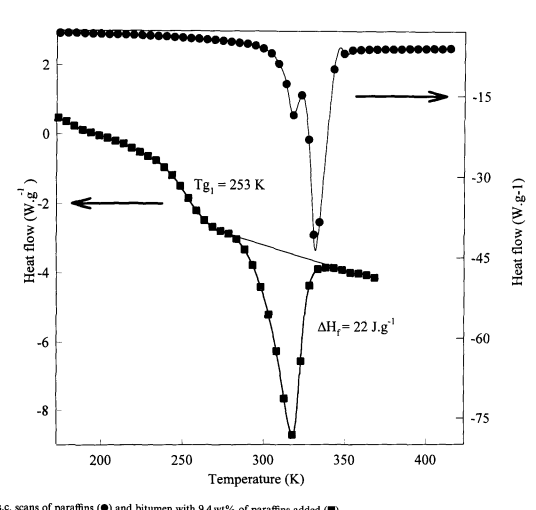 2
0
-2
-4
-6
-8
Heat flow (W.g⁻¹)
-15
-30
-45
-60
-75
Heat flow (W.g-1)
Tg₁ = 253 K
ΔH_f = 22 J.g⁻¹
200
250
300
350
400
Temperature (K)
s.c. scans of paraffins (●) and bitumen with 9.4 wt% of paraffins added (■)